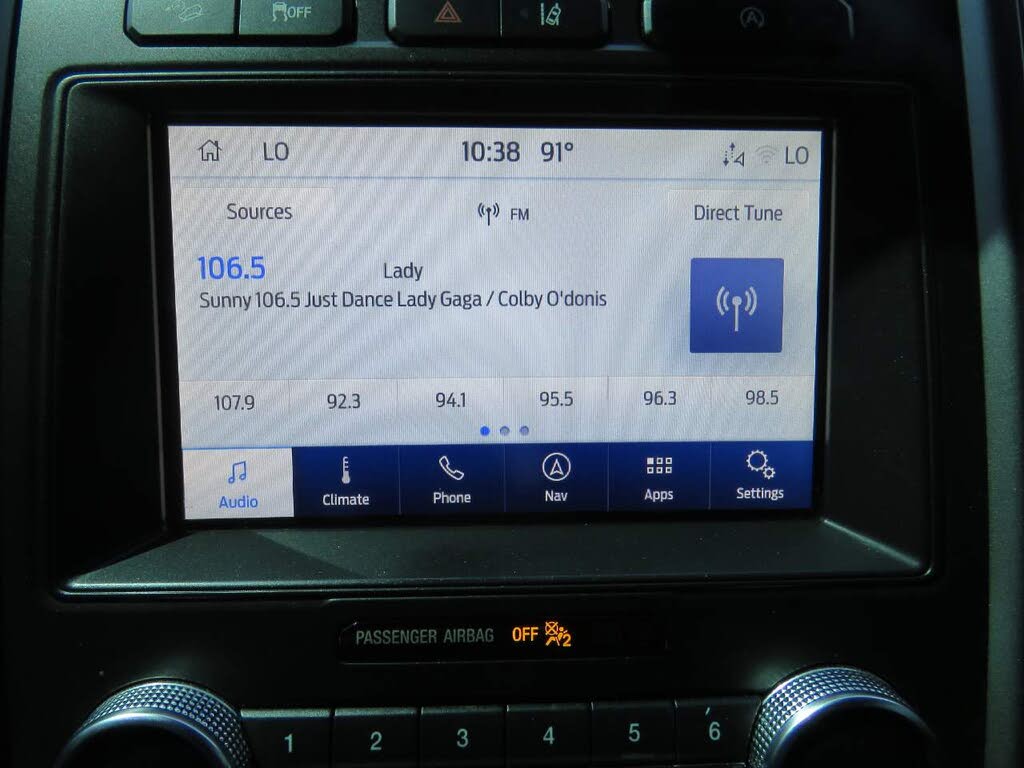 OFF
LO 10:38 91° LO
Sources FM Direct Tune
106.5 Lady
Sunny 106.5 Just Dance Lady Gaga / Colby O'donis
107.9 92.3 94.1 95.5 96.3 98.5
Audio Climate Phone Nav Apps Settings
PASSENGER AIRBAG OFF 2
1 2 3 4 5 6